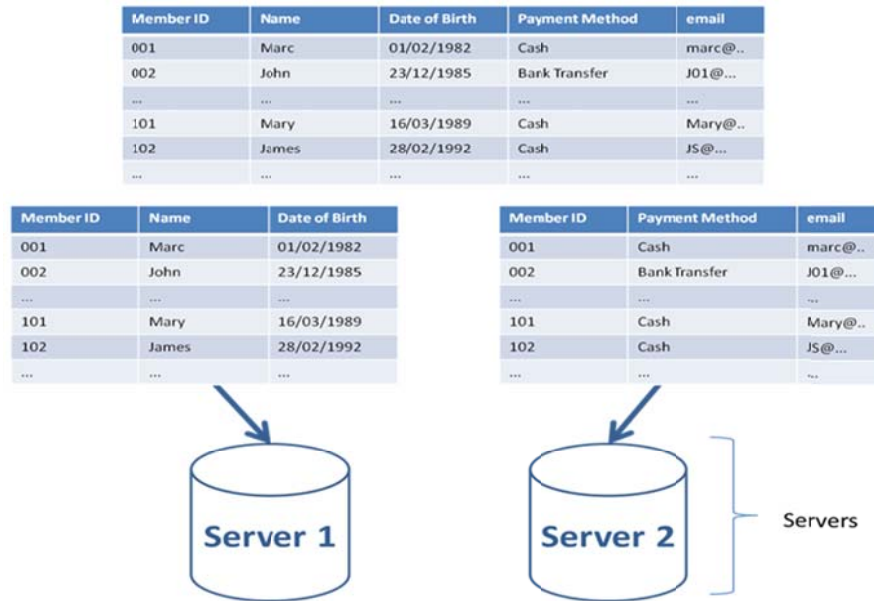 Member ID Name Date of Birth Payment Method email
001 Marc 01/02/1982 Cash marc@..
002 John 23/12/1985 Bank Transfer J01@...
... ... ... ... ...
101 Mary 16/03/1989 Cash Mary@..
102 James 28/02/1992 Cash JS@...
... ... ... ... ...
Member ID Name Date of Birth
001 Marc 01/02/1982
002 John 23/12/1985
... ... ...
101 Mary 16/03/1989
102 James 28/02/1992
... ... ...
Member ID Payment Method email
001 Cash marc@..
002 Bank Transfer J01@...
... ... ...
101 Cash Mary@..
102 Cash JS@...
... ... ...
Server 1
Server 2
Servers